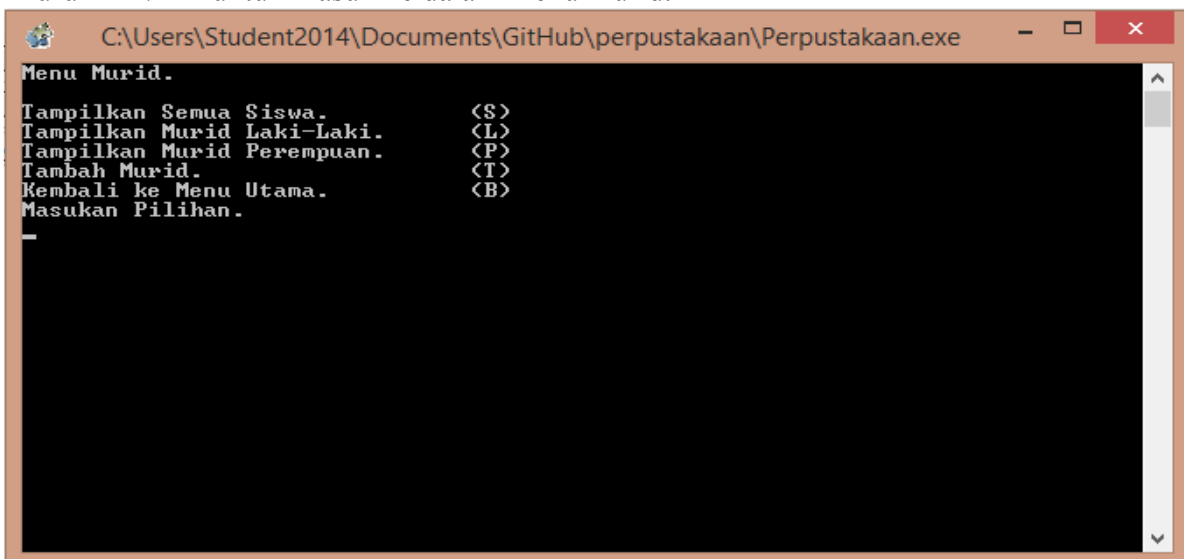 C:\Users\Student2014\Documents\GitHub\perpustakaan\Perpustakaan.exe
Menu Murid.
Tampilkan Semua Siswa. (S)
Tampilkan Murid Laki-Laki. (L)
Tampilkan Murid Perempuan. (P)
Tambah Murid. (T)
Kembali ke Menu Utama. (B)
Masukan Pilihan.